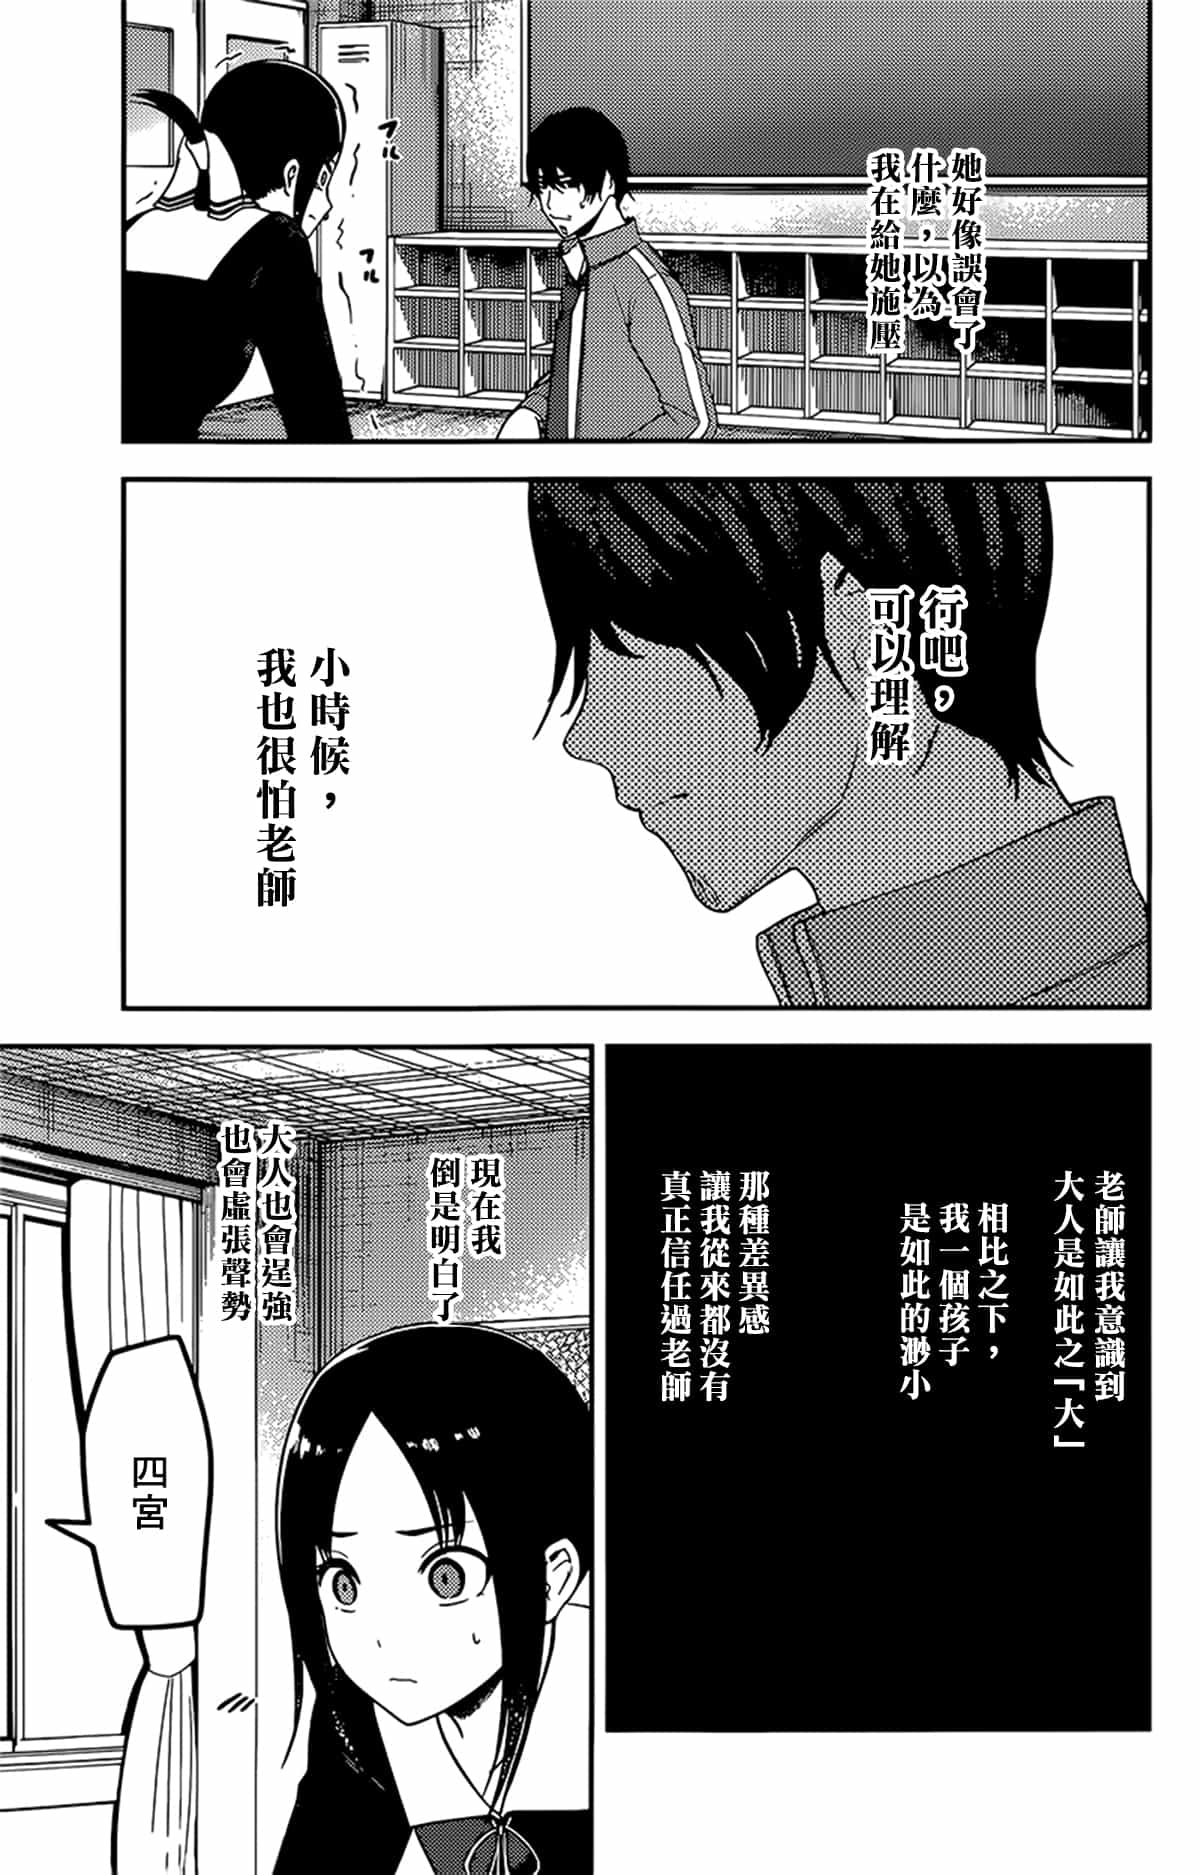 她好像誤會了
什麼，以為
我在給她施壓
フル
フル
行吧，
可以理解
小時候，
我也很怕老師
老師讓我意識到
大人是如此之「大」
相比之下，
我一個孩子
是如此的渺小
那種差異感
讓我從來都沒有
真正信任過老師
現在我
倒是明白了
大人也會逞強
也會虛張聲勢
四宮